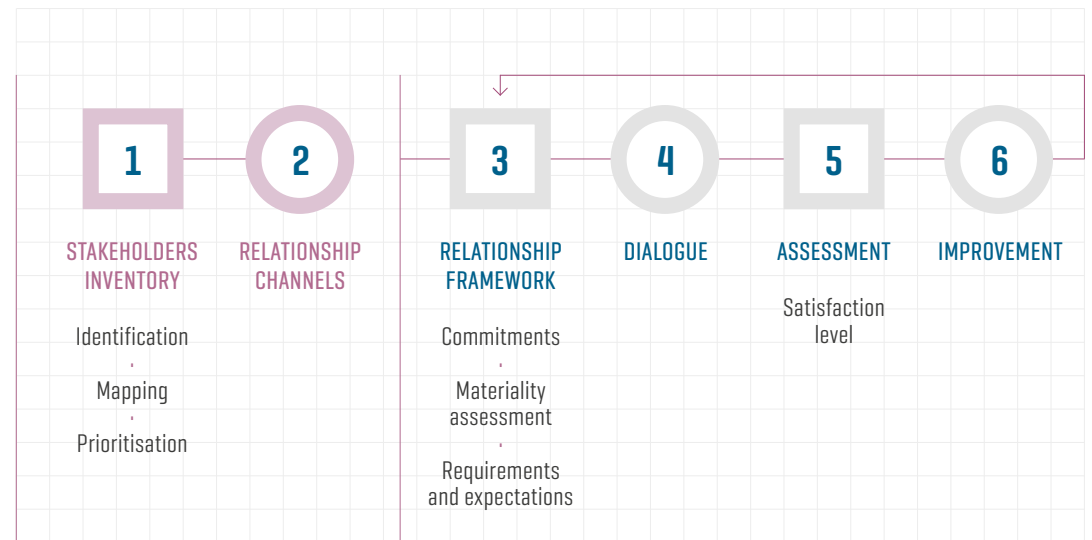 1
STAKEHOLDERS
INVENTORY
Identification
Mapping
Prioritisation
2
RELATIONSHIP
CHANNELS
3
RELATIONSHIP
FRAMEWORK
Commitments
Materiality
assessment
Requirements
and expectations
4
DIALOGUE
5
ASSESSMENT
Satisfaction
level
6
IMPROVEMENT